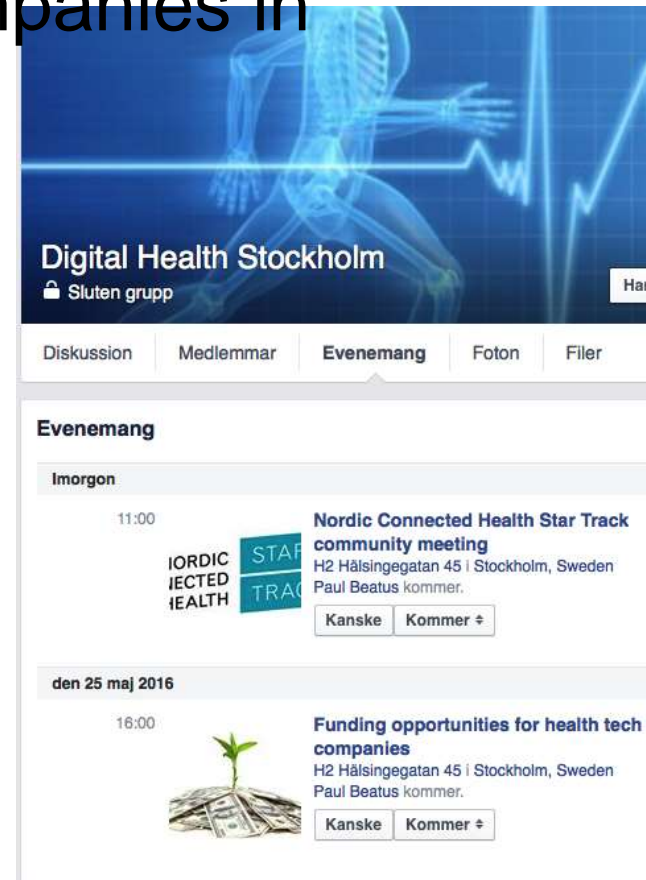 panies in
Digital Health Stockholm
Sluten grupp
Diskussion Medlemmar Evenemang Foton Filer
Evenemang
Imorgon
11:00
Nordic Connected Health Star Track
community meeting
H2 Hälsingegatan 45 i Stockholm, Sweden
Paul Beatus kommer.
Kanske Kommer
den 25 maj 2016
16:00
Funding opportunities for health tech
companies
H2 Hälsingegatan 45 i Stockholm, Sweden
Paul Beatus kommer.
Kanske Kommer